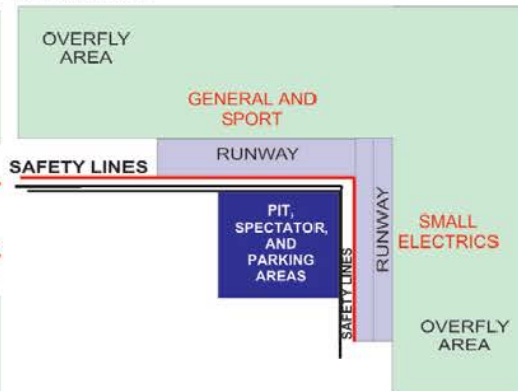 OVERFLY
AREA
GENERAL AND
SPORT
RUNWAY
SAFETY LINES
PIT,
SPECTATOR,
AND
PARKING
AREAS
SAFETY LINES
RUNWAY
SMALL
ELECTRICS
OVERFLY
AREA